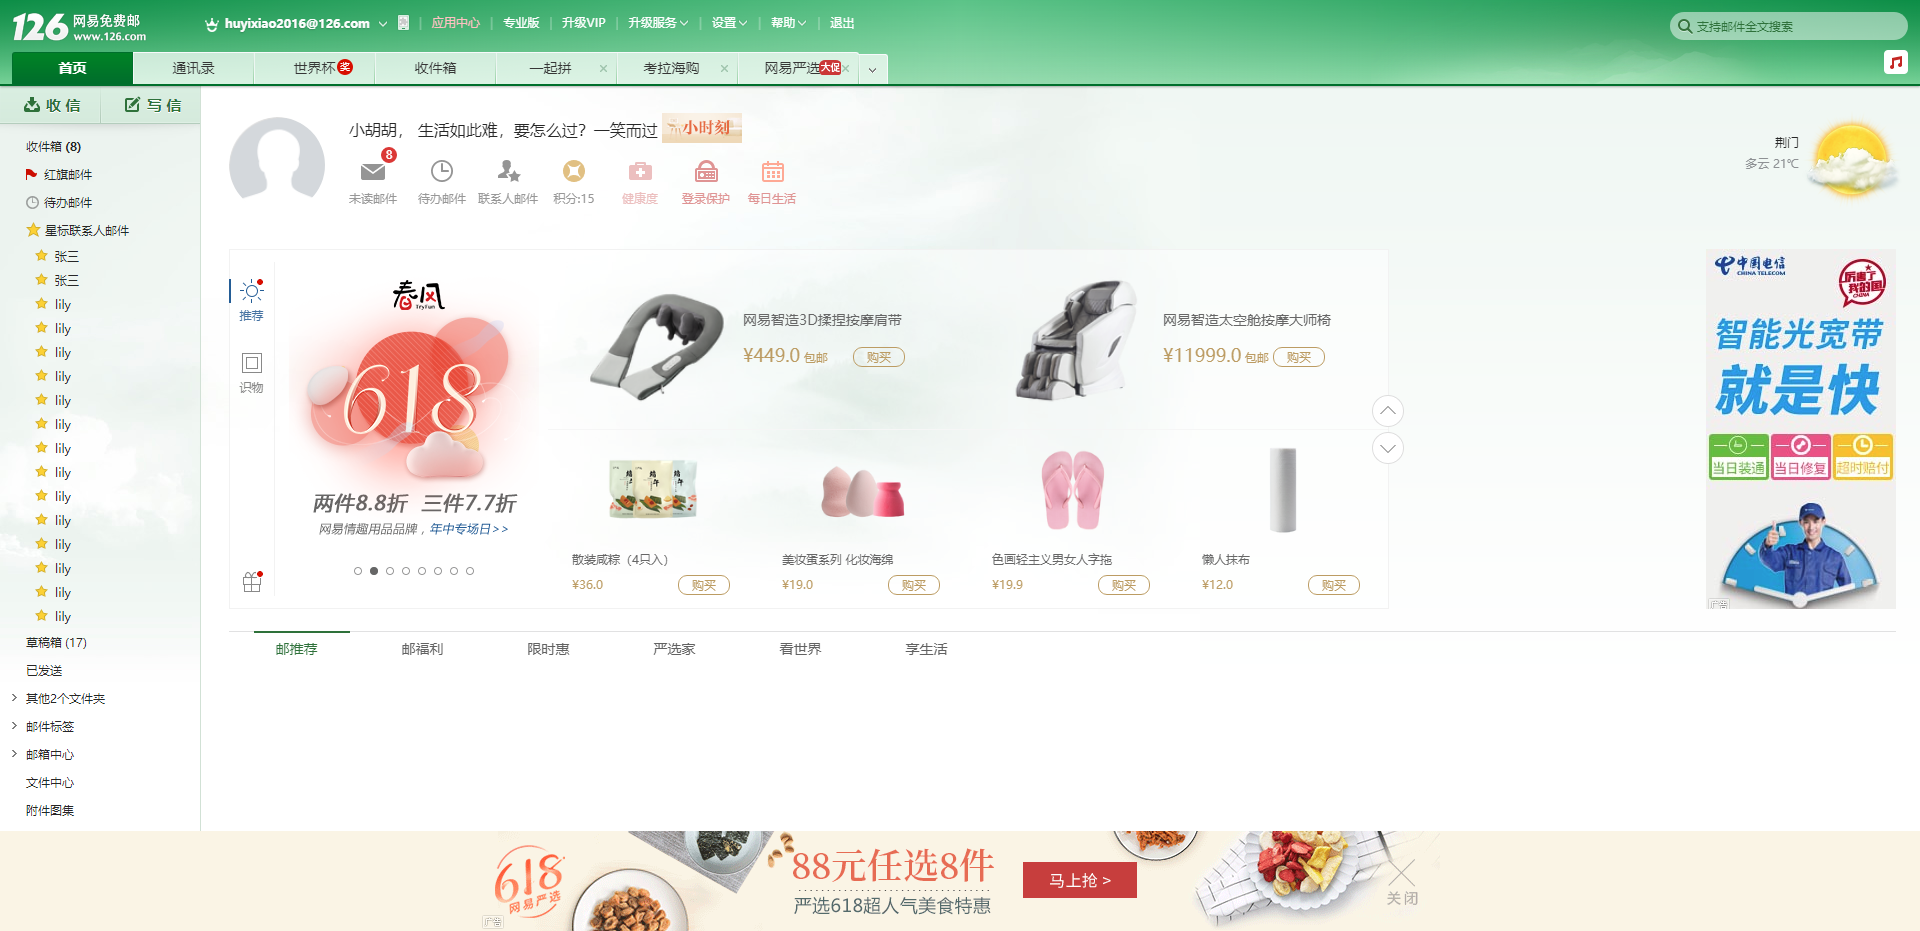 126 网易免费邮
www.126.com
huyixiao2016@126.com
应用中心
专业版
升级VIP
升级服务
设置
帮助
退出
支持邮件全文搜索
首页
通讯录
世界杯 奖
收件箱
一起拼
考拉海购
网易严选 大促
收 信
写 信
收件箱 (8)
红旗邮件
待办邮件
星标联系人邮件
张三
张三
lily
lily
lily
lily
lily
lily
lily
lily
lily
lily
lily
lily
lily
lily
草稿箱 (17)
已发送
其他2个文件夹
邮件标签
邮箱中心
文件中心
附件图集
小胡胡， 生活如此难，要怎么过？一笑而过
小时刻
8
未读邮件
待办邮件
联系人邮件
积分:15
健康度
登录保护
每日生活
荆门
多云 21℃
推荐
识物
春风
TryFun
618
两件8.8折 三件7.7折
网易情趣用品品牌，年中专场日>>
网易智造3D揉捏按摩肩带
¥449.0 包邮
购买
网易智造太空舱按摩大师椅
¥11999.0 包邮
购买
端午
端午
端午
散装咸粽（4只入）
¥36.0
购买
美妆蛋系列 化妆海绵
¥19.0
购买
色画轻主义男女人字拖
¥19.9
购买
懒人抹布
¥12.0
购买
中国电信
CHINA TELECOM
厉害了
我的国
CHINA
智能光宽带
就是快
当日装通
当日修复
超时赔付
广告
邮推荐
邮福利
限时惠
严选家
看世界
享生活
618
网易严选
广告
88元任选8件
严选618超人气美食特惠
马上抢 >
关闭